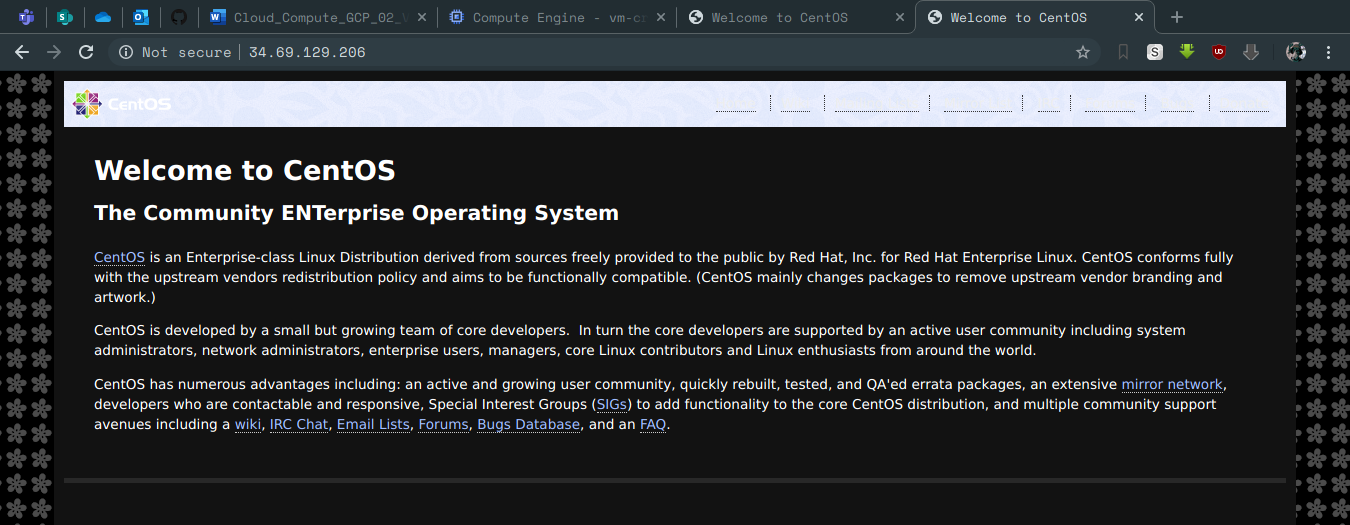 Cloud_Compute_GCP_02_V
Compute Engine - vm-c
Welcome to CentOS
Welcome to CentOS
Not secure
34.69.129.206
CentOS
Welcome to CentOS
The Community ENTerprise Operating System
CentOS is an Enterprise-class Linux Distribution derived from sources freely provided to the public by Red Hat, Inc. for Red Hat Enterprise Linux. CentOS conforms fully
with the upstream vendors redistribution policy and aims to be functionally compatible. (CentOS mainly changes packages to remove upstream vendor branding and
artwork.)
CentOS is developed by a small but growing team of core developers.  In turn the core developers are supported by an active user community including system
administrators, network administrators, enterprise users, managers, core Linux contributors and Linux enthusiasts from around the world.
CentOS has numerous advantages including: an active and growing user community, quickly rebuilt, tested, and QA'ed errata packages, an extensive mirror network,
developers who are contactable and responsive, Special Interest Groups (SIGs) to add functionality to the core CentOS distribution, and multiple community support
avenues including a wiki, IRC Chat, Email Lists, Forums, Bugs Database, and an FAQ.